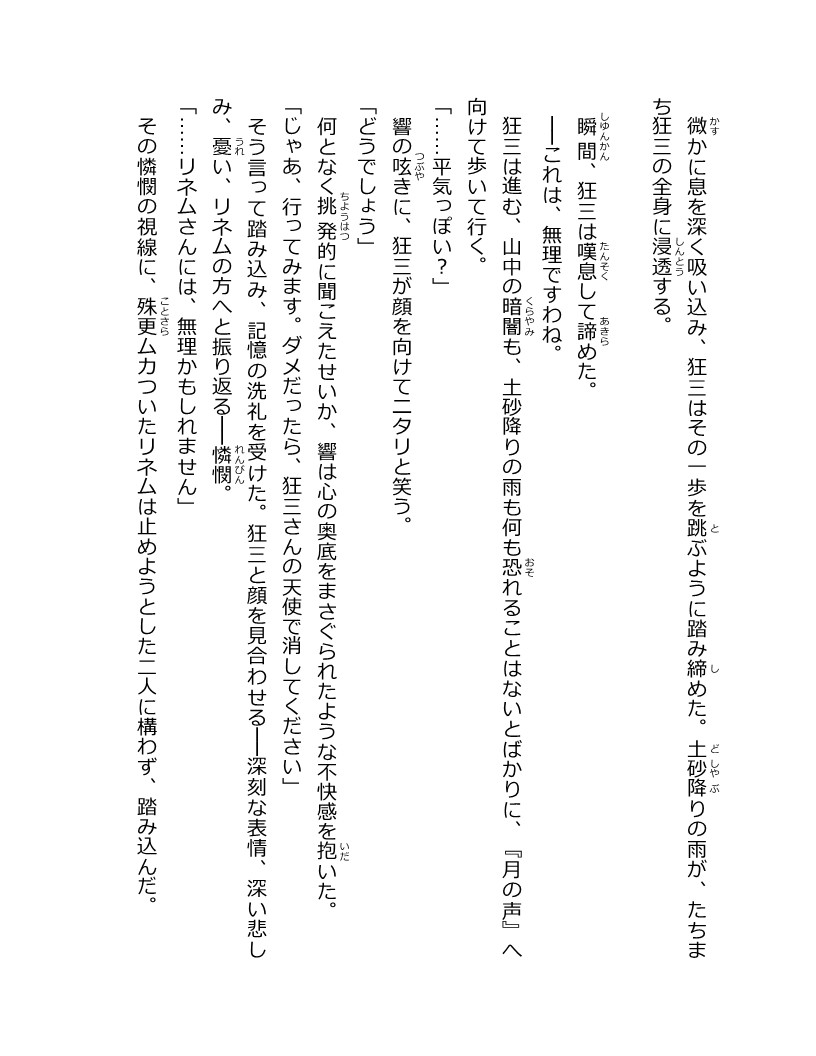 微かに息を深く吸い込み、狂三はその一歩を跳ぶように踏み締めた。土砂降りの雨が、たちま
ち狂三の全身に浸透する。
瞬間、狂三は嘆息して諦めた。
――これは、無理ですわね。
狂三は進む、山中の暗闇も、土砂降りの雨も何も恐れることはないとばかりに、『月の声』へ
向けて歩いて行く。
「……平気っぽい？」
響の呟きに、狂三が顔を向けてニタリと笑う。
「どうでしょう」
何となく挑発的に聞こえたせいか、響は心の奥底をまさぐられたような不快感を抱いた。
「じゃあ、行ってみます。ダメだったら、狂三さんの天使で消してください」
そう言って踏み込み、記憶の洗礼を受けた。狂三と顔を見合わせる――深刻な表情、深い悲し
み、憂い、リネムの方へと振り返る――憐憫。
「……リネムさんには、無理かもしれません」
その憐憫の視線に、殊更ムカついたリネムは止めようとした二人に構わず、踏み込んだ。